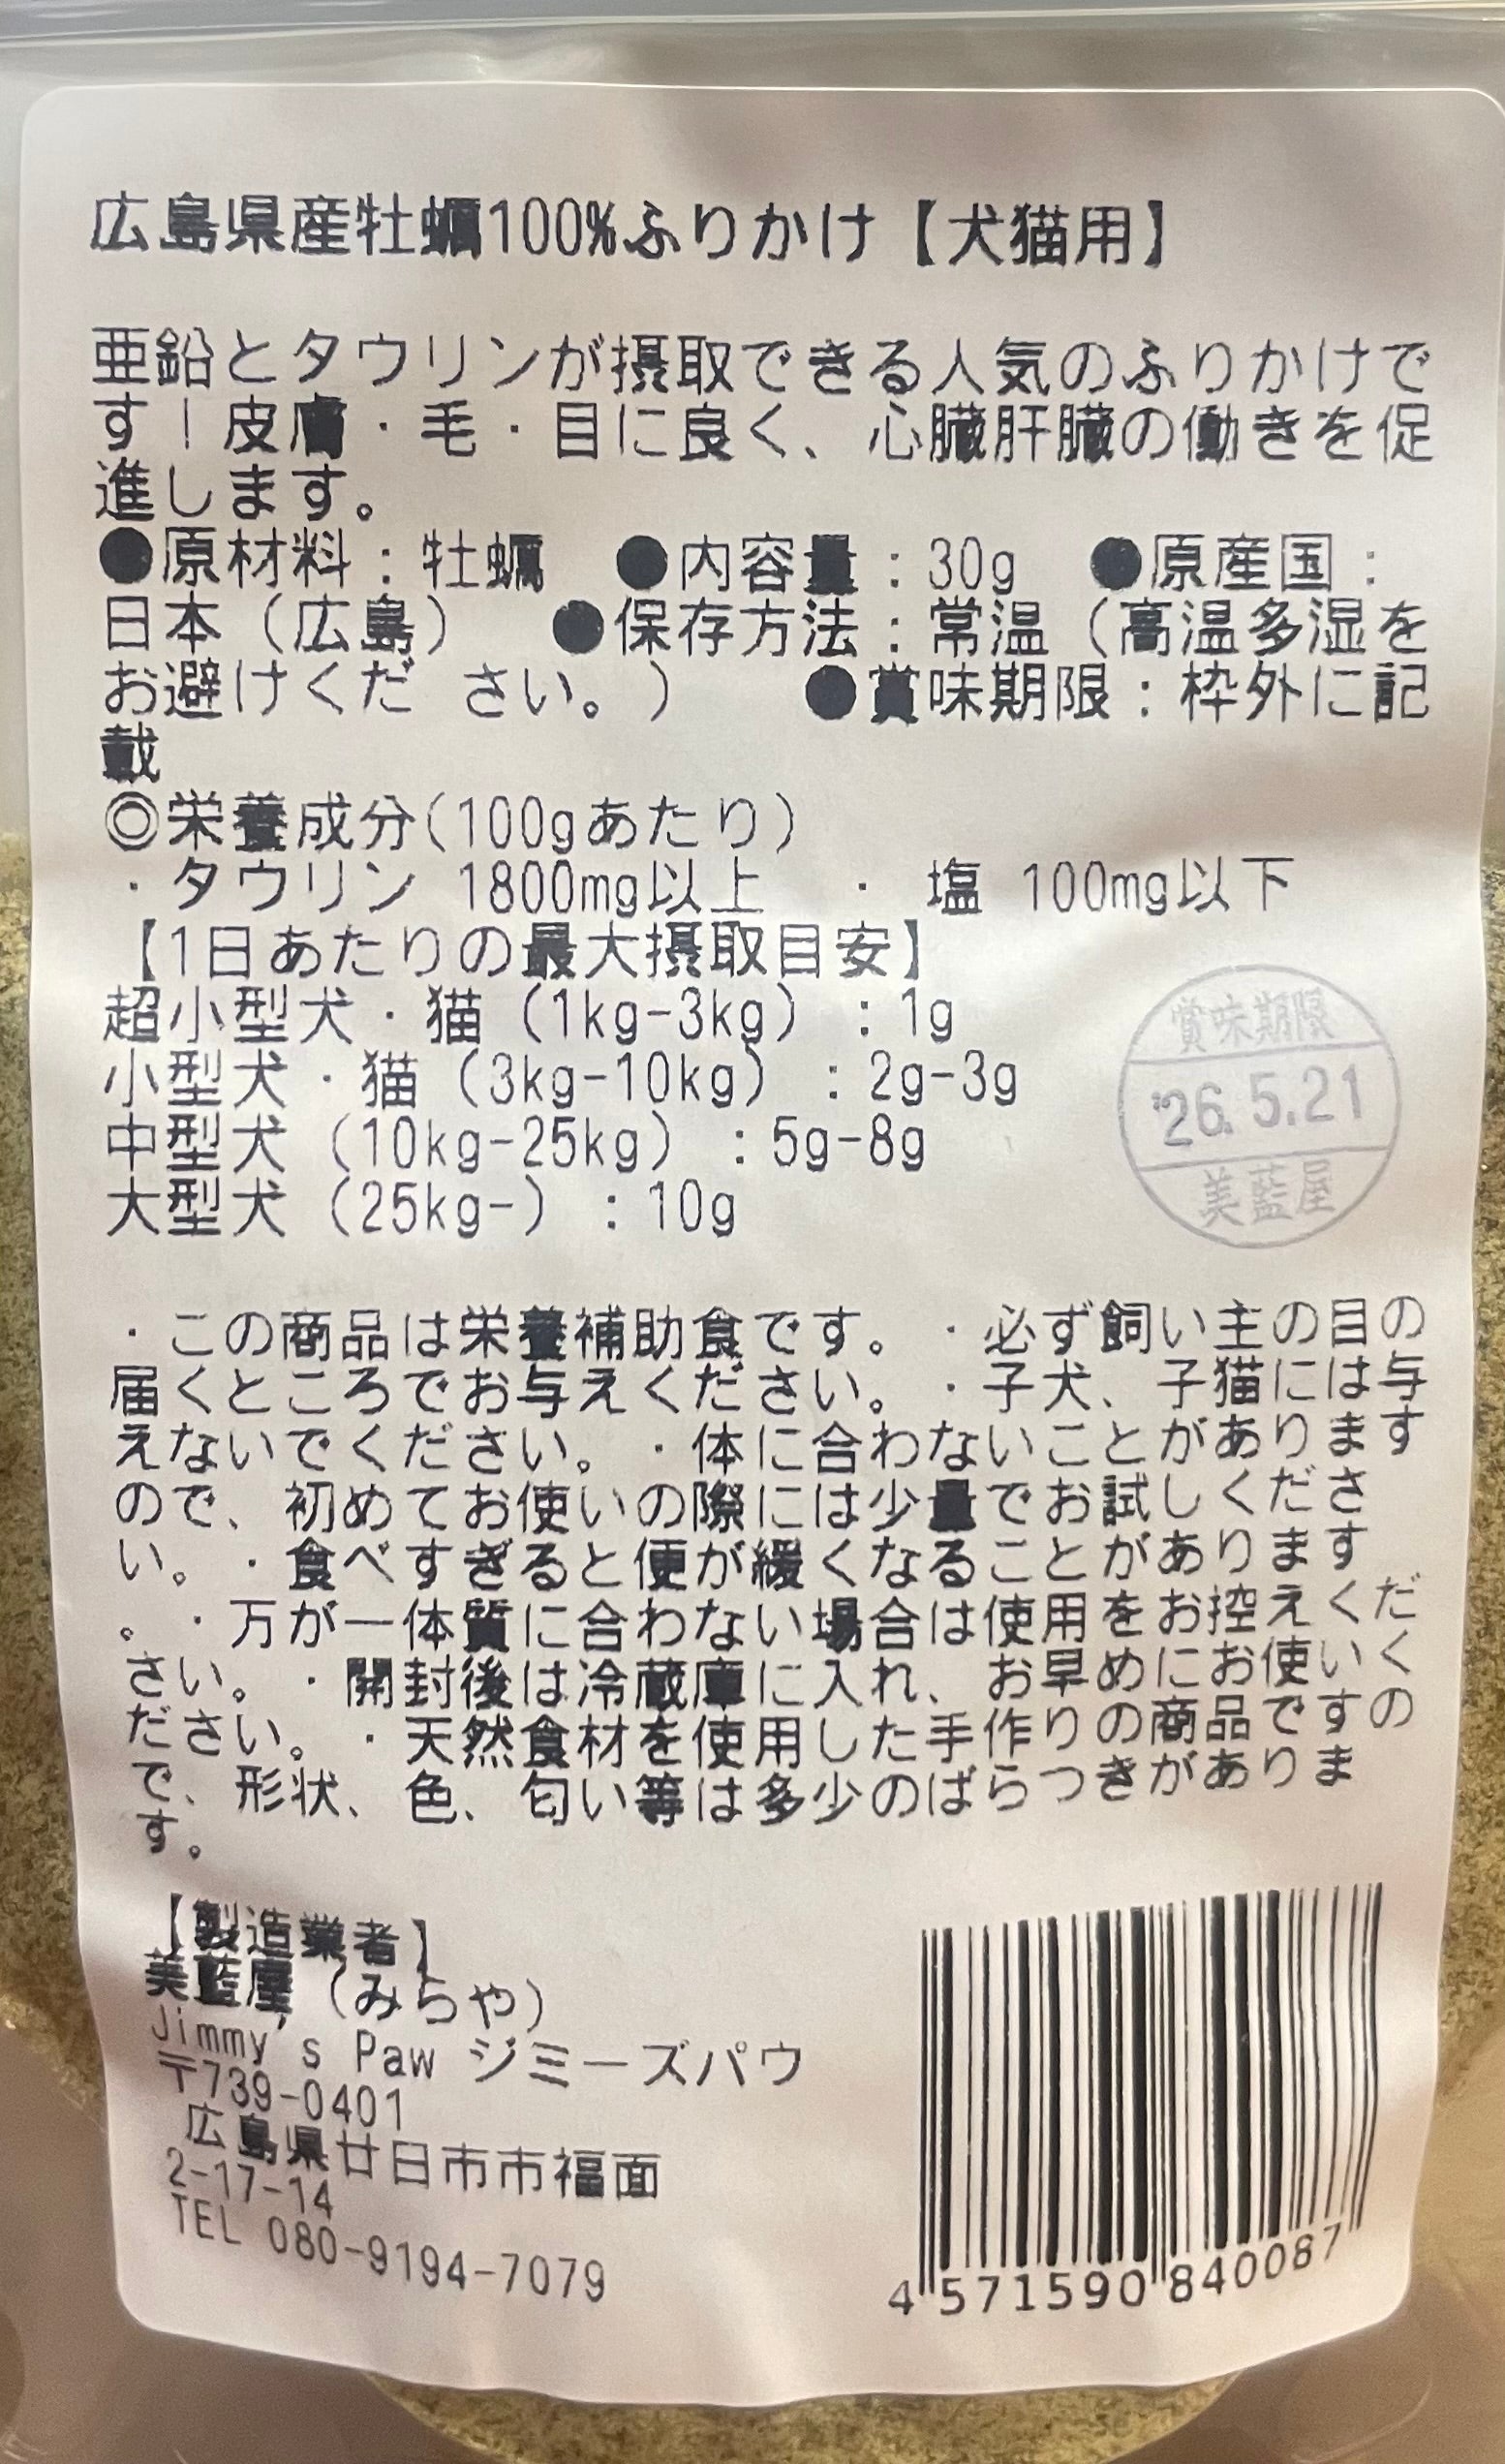 広島県産牡蠣100%ふりかけ【犬猫用】
亜鉛とタウリンが摂取できる人気のふりかけで
す！皮膚・毛・目に良く、心臓肝臓の働きを促
進します。
●原材料：牡蠣　●内容量：30g　●原産国：
日本（広島）　●保存方法：常温（高温多湿を
お避けくだ さい。）　　●賞味期限：枠外に記
載
◎栄養成分(100gあたり)
・タウリン 1800mg以上　・ 塩 100mg以下
【1日あたりの最大摂取目安】
超小型犬・猫（1kg-3kg）：1g
小型犬・猫（3kg-10kg）：2g-3g
中型犬（10kg-25kg）：5g-8g
大型犬（25kg-）：10g
賞味期限
'26.5.21
美藍屋
・この商品は栄養補助食です。・必ず飼い主の目の
届くところでお与えください。・子犬、子猫には与
えないでください。・体に合わないことがあります
ので、初めてお使いの際には少量でお試しくださ
い。・食べすぎると便が緩くなることがあります
。・万が一体質に合わない場合は使用をお控えくだ
さい。・開封後は冷蔵庫に入れ、お早めにお使いく
ださい。・天然食材を使用した手作りの商品ですの
で、形状、色、匂い等は多少のばらつきがありま
す。
【製造業者】
美藍屋（みらや）
Jimmy's Paw ジミーズパウ
〒739-0401
広島県廿日市市福面
2-17-14
TEL 080-9194-7079
4 571590 840087